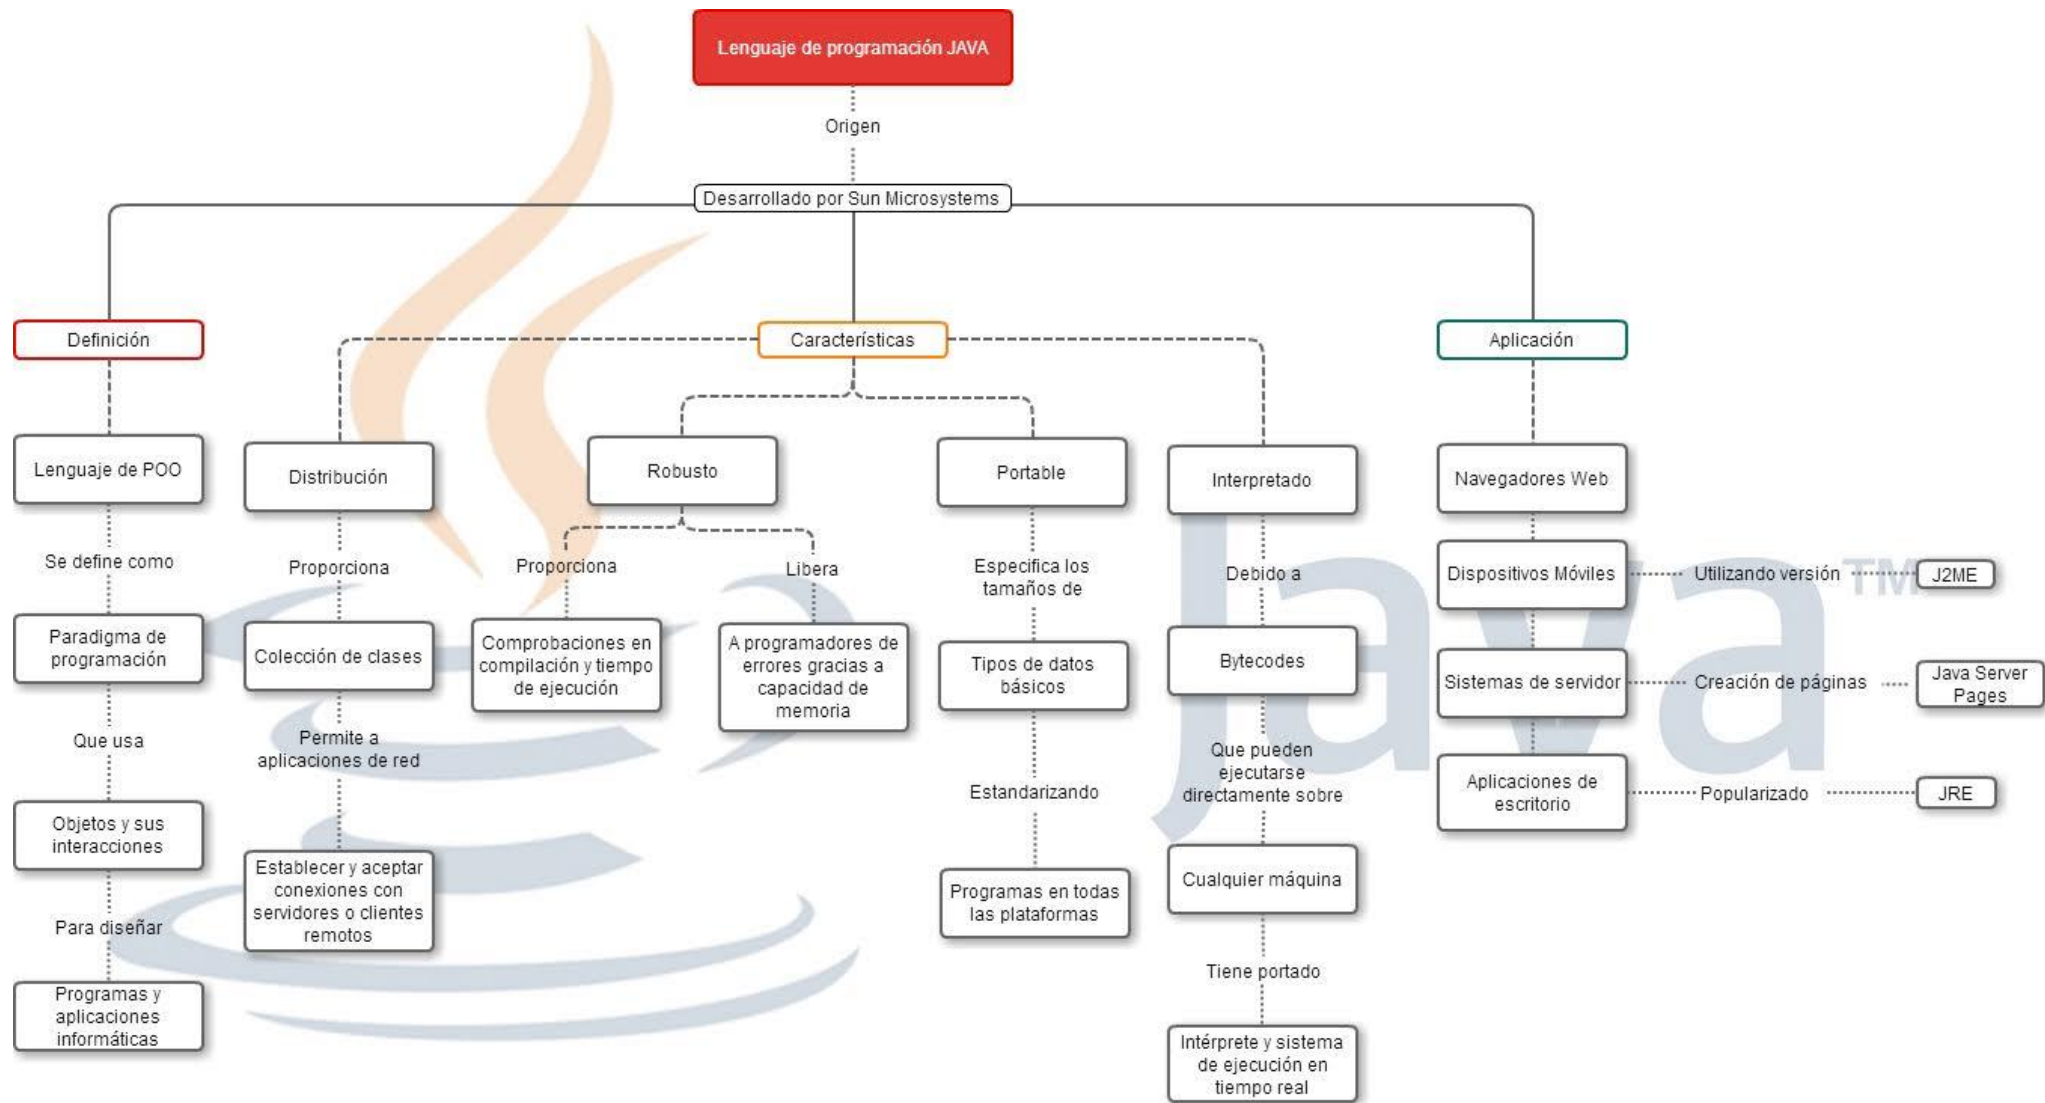 Lenguaje de programación JAVA
Origen
Desarrollado por Sun Microsystems
Definición
Lenguaje de POO
Se define como
Paradigma de
programación
Que usa
Objetos y sus
interacciones
Para diseñar
Programas y
aplicaciones
informáticas
Características
Distribución
Proporciona
Colección de clases
Permite a
aplicaciones de red
Establecer y aceptar
conexiones con
servidores o clientes
remotos
Robusto
Proporciona
Comprobaciones en
compilación y tiempo
de ejecución
Libera
A programadores de
errores gracias a
capacidad de
memoria
Portable
Especifica los
tamaños de
Tipos de datos
básicos
Estandarizando
Programas en todas
las plataformas
Interpretado
Debido a
Bytecodes
Que pueden
ejecutarse
directamente sobre
Cualquier máquina
Tiene portado
Intérprete y sistema
de ejecución en
tiempo real
Aplicación
Navegadores Web
Dispositivos Móviles
Utilizando versión
J2ME
Sistemas de servidor
Creación de páginas
Java Server
Pages
Aplicaciones de
escritorio
Popularizado
JRE
Java™